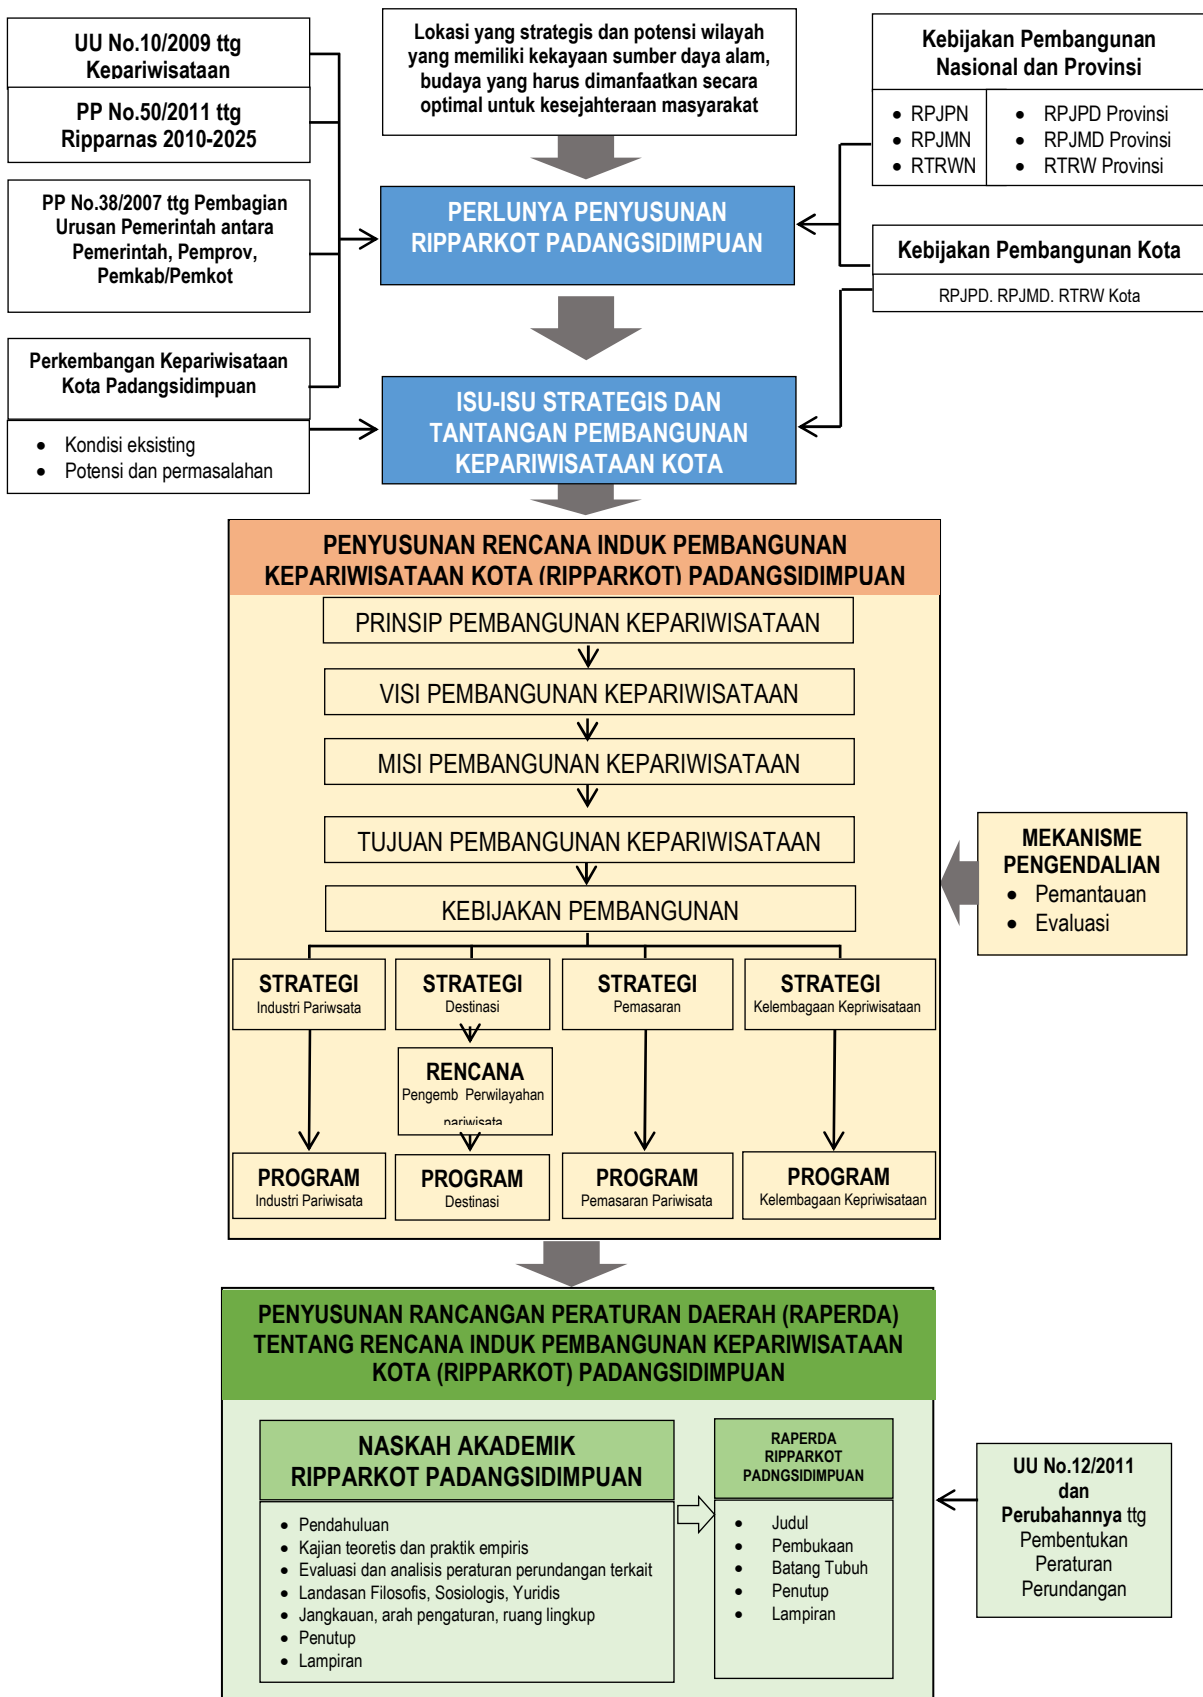 UU No.10/2009 ttg
Kepariwisataan
PP No.50/2011 ttg
Ripparnas 2010-2025
PP No.38/2007 ttg Pembagian
Urusan Pemerintah antara
Pemerintah, Pemprov,
Pemkab/Pemkot
Perkembangan Kepariwisataan
Kota Padangsidimpuan
• Kondisi eksisting
• Potensi dan permasalahan
Lokasi yang strategis dan potensi wilayah
yang memiliki kekayaan sumber daya alam,
budaya yang harus dimanfaatkan secara
optimal untuk kesejahteraan masyarakat
PERLUNYA PENYUSUNAN
RIPPARKOT PADANGSIDIMPUAN
ISU-ISU STRATEGIS DAN
TANTANGAN PEMBANGUNAN
KEPARIWISATAAN KOTA
Kebijakan Pembangunan
Nasional dan Provinsi
• RPJPN
• RPJMN
• RTRWN
• RPJPD Provinsi
• RPJMD Provinsi
• RTRW Provinsi
Kebijakan Pembangunan Kota
RPJPD. RPJMD. RTRW Kota
PENYUSUNAN RENCANA INDUK PEMBANGUNAN
KEPARIWISATAAN KOTA (RIPPARKOT) PADANGSIDIMPUAN
PRINSIP PEMBANGUNAN KEPARIWISATAAN
VISI PEMBANGUNAN KEPARIWISATAAN
MISI PEMBANGUNAN KEPARIWISATAAN
TUJUAN PEMBANGUNAN KEPARIWISATAAN
KEBIJAKAN PEMBANGUNAN
STRATEGI
Industri Pariwsata
STRATEGI
Destinasi
STRATEGI
Pemasaran
STRATEGI
Kelembagaan Kepriwisataan
RENCANA
Pengemb Perwilayahan
pariwisata
PROGRAM
Industri Pariwisata
PROGRAM
Destinasi
PROGRAM
Pemasaran Pariwisata
PROGRAM
Kelembagaan Kepriwisataan
MEKANISME
PENGENDALIAN
• Pemantauan
• Evaluasi
PENYUSUNAN RANCANGAN PERATURAN DAERAH (RAPERDA)
TENTANG RENCANA INDUK PEMBANGUNAN KEPARIWISATAAN
KOTA (RIPPARKOT) PADANGSIDIMPUAN
NASKAH AKADEMIK
RIPPARKOT PADANGSIDIMPUAN
• Pendahuluan
• Kajian teoretis dan praktik empiris
• Evaluasi dan analisis peraturan perundangan terkait
• Landasan Filosofis, Sosiologis, Yuridis
• Jangkauan, arah pengaturan, ruang lingkup
• Penutup
• Lampiran
RAPERDA
RIPPARKOT
PADNGSIDIMPUAN
• Judul
• Pembukaan
• Batang Tubuh
• Penutup
• Lampiran
UU No.12/2011
dan
Perubahannya ttg
Pembentukan
Peraturan
Perundangan